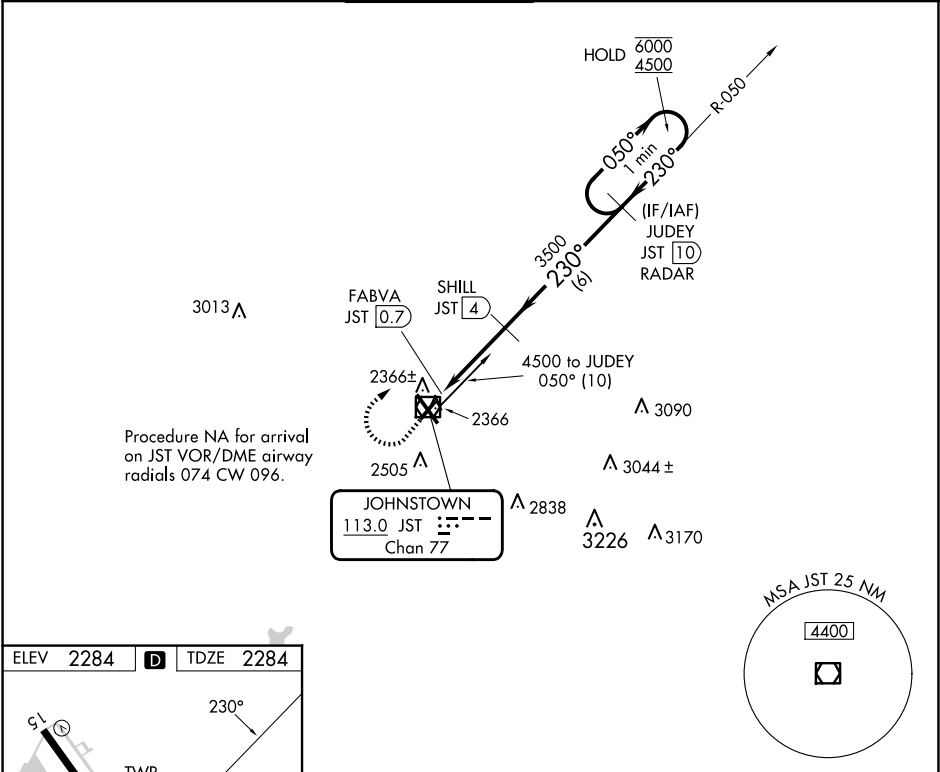 HOLD 6000
4500
R-050
050°
1 min
230°
(IF/IAF)
JUDEY
JST 10
RADAR
3500
230°
(6)
SHILL
JST 4
FABVA
JST 0.7
3013
4500 to JUDEY
050° (10)
2366±
2366
3090
Procedure NA for arrival
on JST VOR/DME airway
radials 074 CW 096.
2505
3044 ±
JOHNSTOWN
113.0 JST
Chan 77
2838
3226
3170
MSA JST 25 NM
4400
ELEV 2284 D TDZE 2284
230°
15
V
TWR